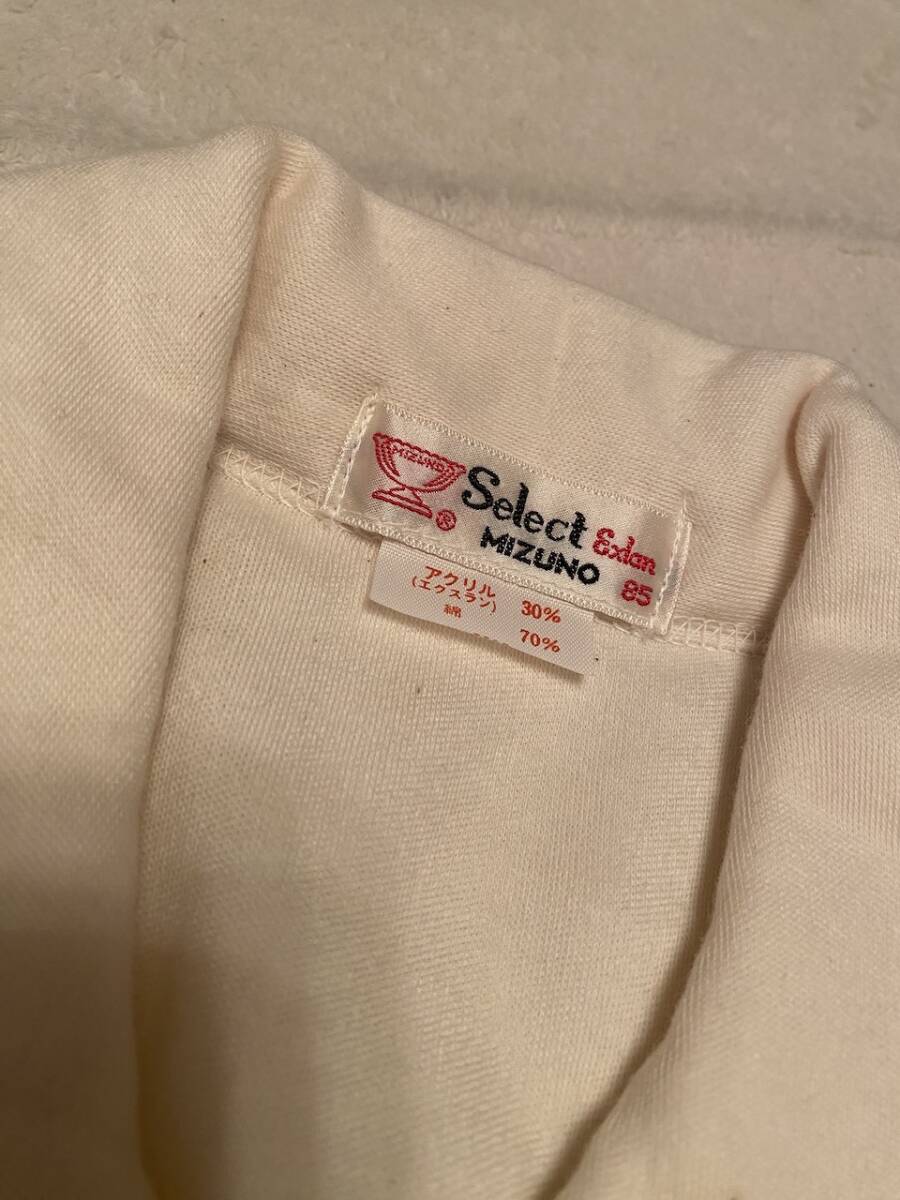 MIZUNO
®
Select Exlan
MIZUNO 85
アクリル 30%
(エクスラン)
綿 70%